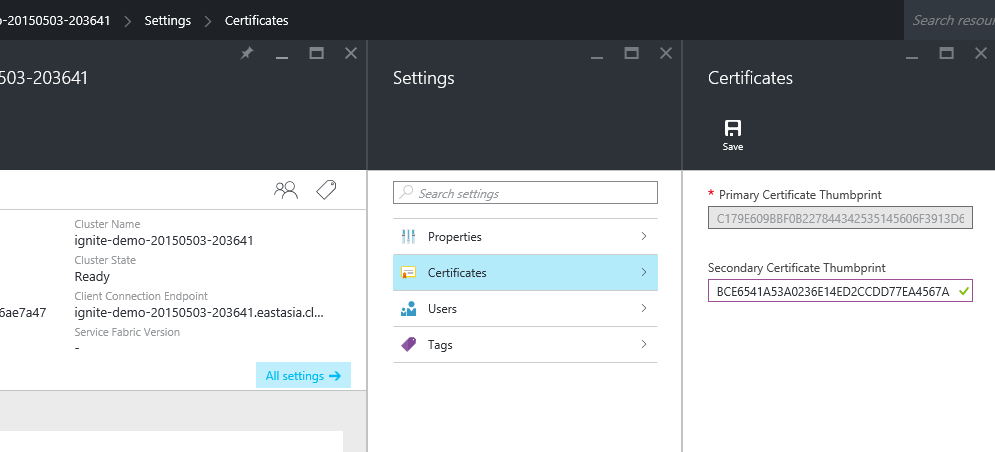 -20150503-203641 > Settings > Certificates
Search resou
503-203641
Settings
Certificates
Save
Cluster Name
ignite-demo-20150503-203641
Cluster State
Ready
Client Connection Endpoint
6ae7a47
ignite-demo-20150503-203641.eastasia.cl...
Service Fabric Version
-
All settings →
Search settings
Properties
Certificates
Users
Tags
* Primary Certificate Thumbprint
C179E609BBF0B227844342535145606F3913D6
Secondary Certificate Thumbprint
BCE6541A53A0236E14ED2CCDD77EA4567A